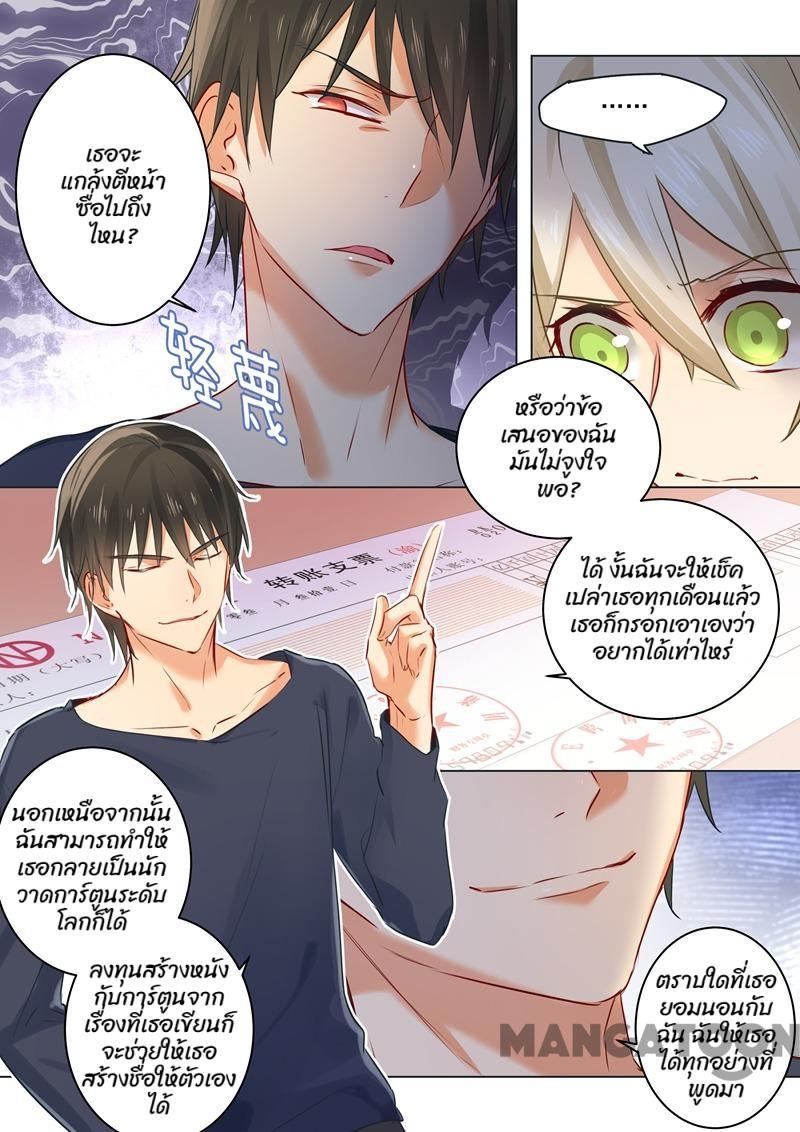 เธอจะ
แกล้งตีหน้า
ซื่อไปถึง
ไหน?
......
轻蔑
หรือว่าข้อ
เสนอของฉัน
มันไม่จูงใจ
พอ?
转账支票
(渝)
ได้ งั้นฉันจะให้เช็ค
เปล่าเธอทุกเดือนแล้ว
เธอก็กรอกเอาเองว่า
อยากได้เท่าไหร่
(大写)
นอกเหนือจากนั้น
ฉันสามารถทำให้
เธอกลายเป็นนัก
วาดการ์ตูนระดับ
โลกก็ได้
ลงทุนสร้างหนัง
กับการ์ตูนจาก
เรื่องที่เธอเขียนก็
จะช่วยให้เธอ
สร้างชื่อให้ตัวเอง
ได้
ตราบใดที่เธอ
ยอมนอนกับ
ฉัน ฉันให้เธอ
ได้ทุกอย่างที่
พูดมา
MANGATOON